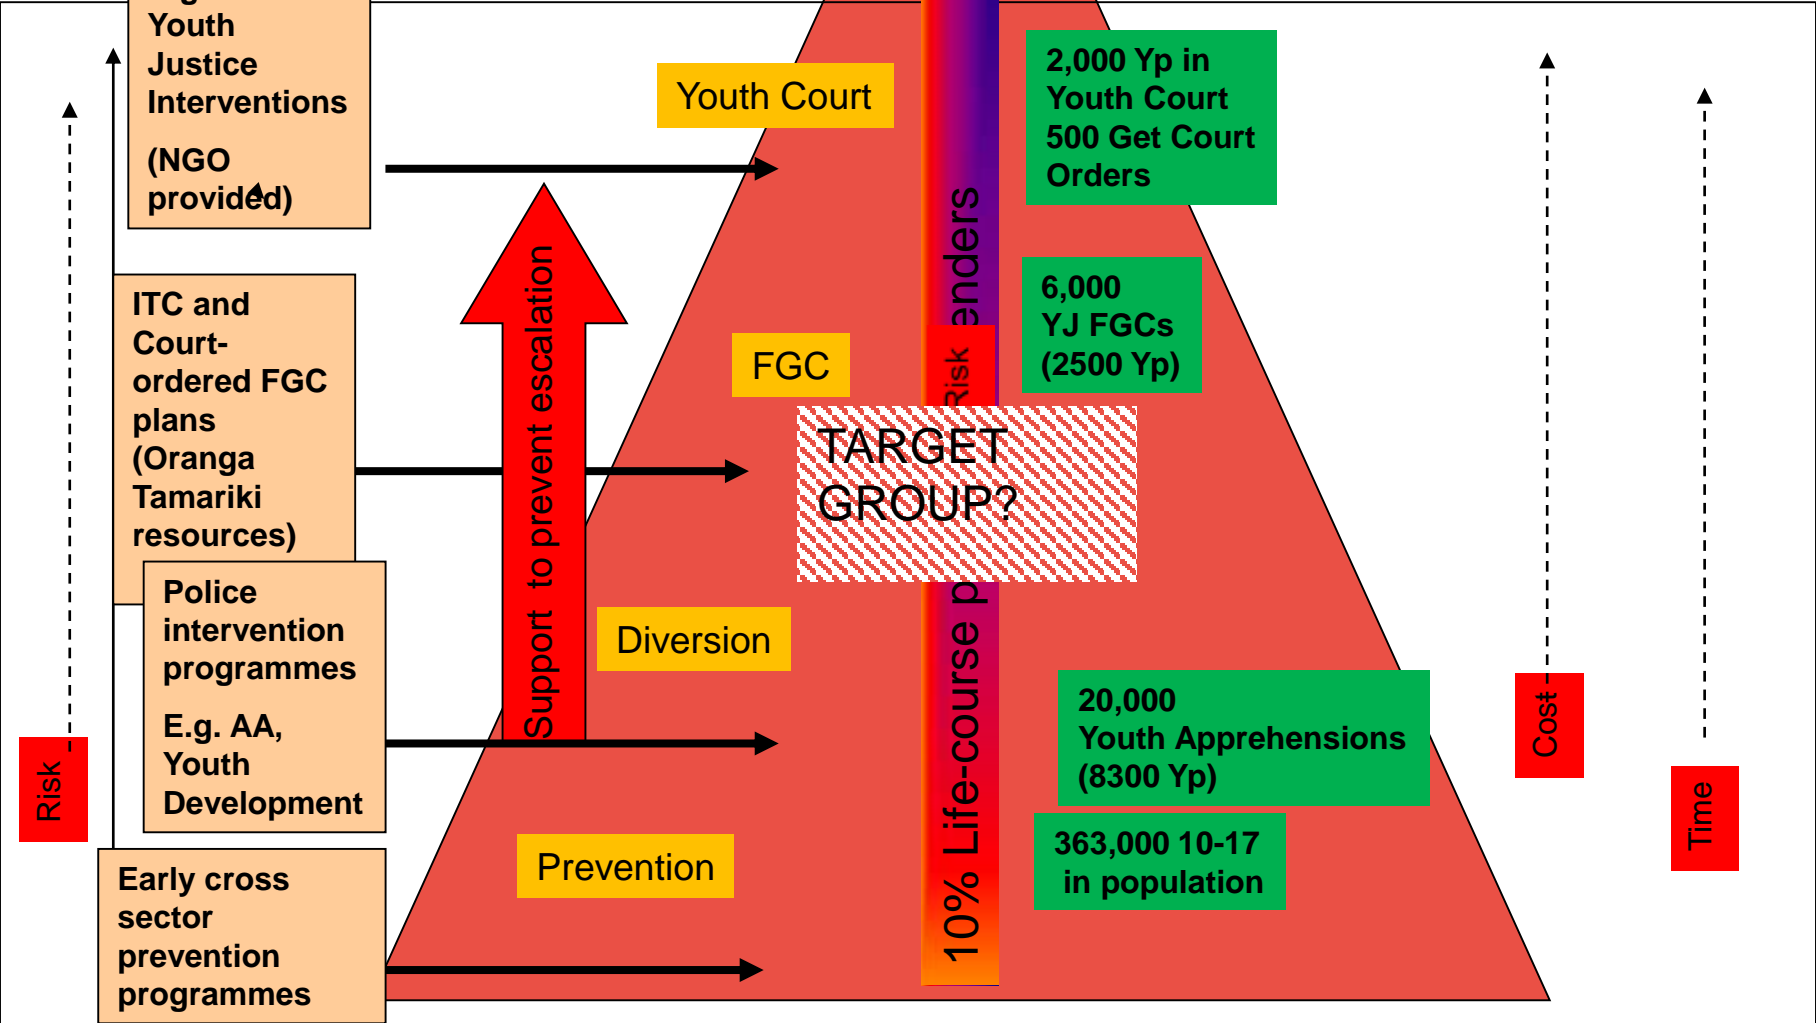 Youth
Justice
Interventions
(NGO
provided)
ITC and
Court-
ordered FGC
plans
(Oranga
Tamariki
resources)
Police
intervention
programmes
E.g. AA,
Youth
Development
Early cross
sector
prevention
programmes
Risk
Support to prevent escalation
Youth Court
FGC
Diversion
Prevention
10% Life-course p
enders
Risk
TARGET
GROUP?
2,000 Yp in
Youth Court
500 Get Court
Orders
6,000
YJ FGCs
(2500 Yp)
20,000
Youth Apprehensions
(8300 Yp)
363,000 10-17
in population
Cost
Time